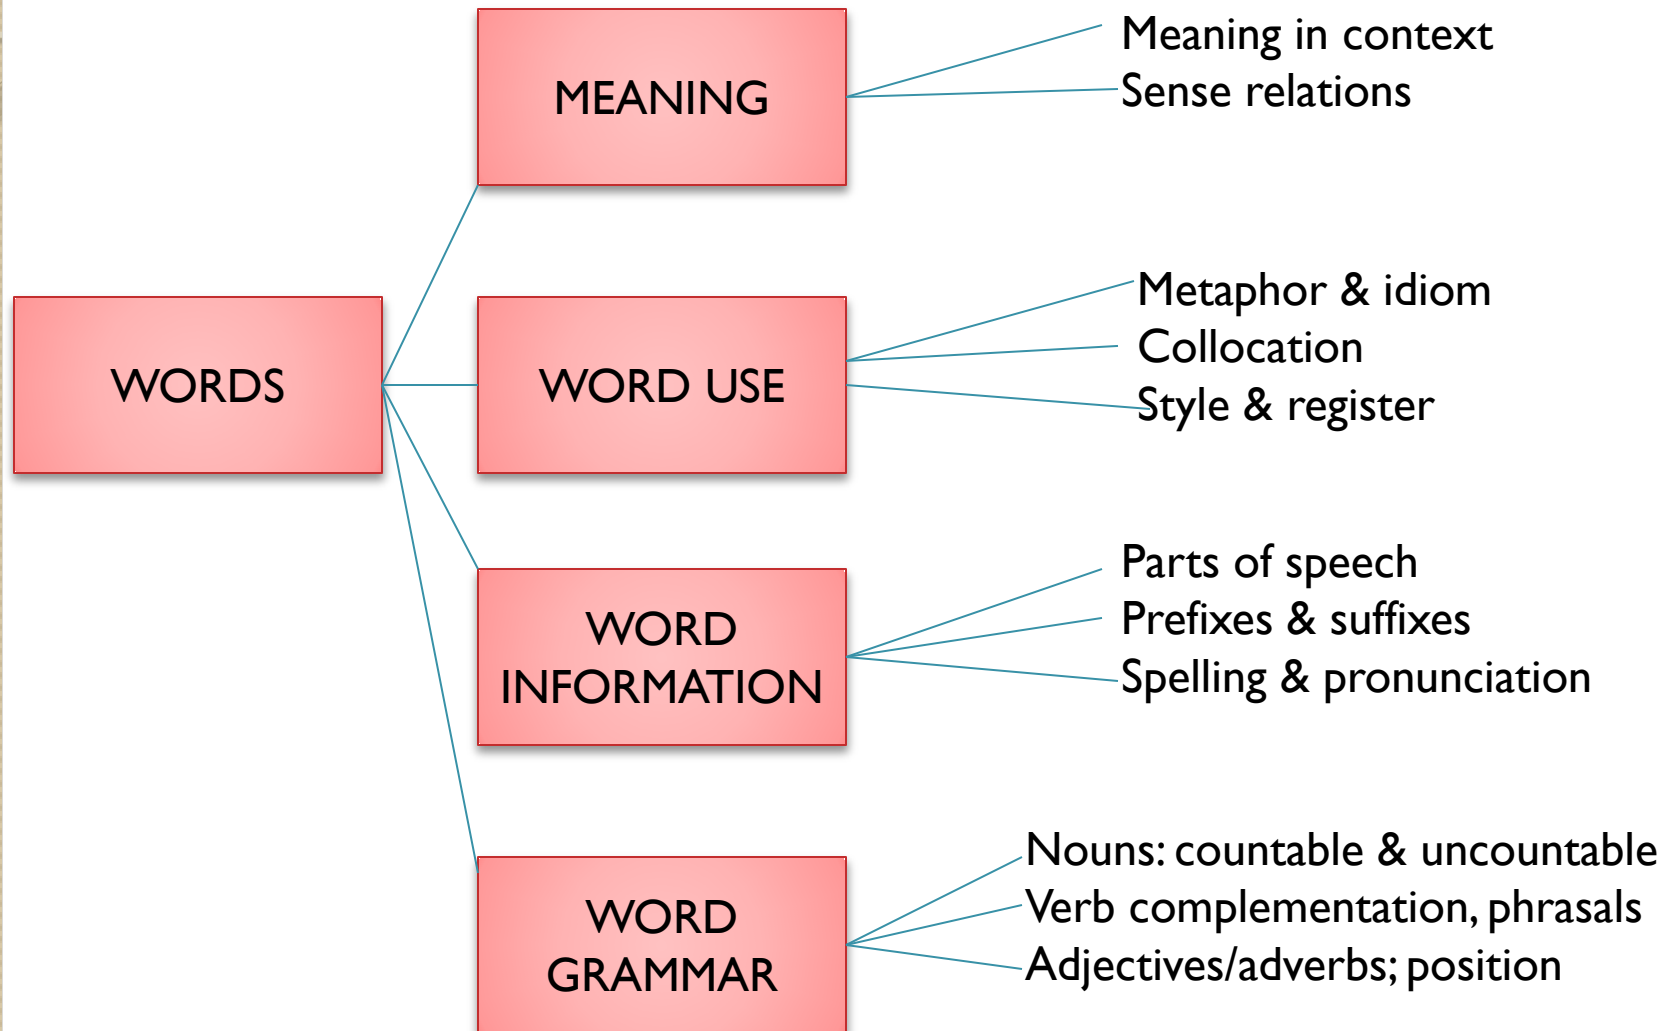 MEANING
Meaning in context
Sense relations
WORDS
WORD USE
Metaphor & idiom
Collocation
Style & register
WORD
INFORMATION
Parts of speech
Prefixes & suffixes
Spelling & pronunciation
WORD
GRAMMAR
Nouns: countable & uncountable
Verb complementation, phrasals
Adjectives/adverbs; position